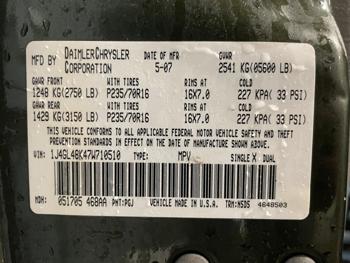 MFD BY DAIMLERCHRYSLER CORPORATION DATE OF MFR 5-07 GVWR 2541 KG(05600 LB)
GAWR FRONT WITH TIRES RIMS AT COLD
1248 KG(2750 LB) P235/70R16 16X7.0 227 KPA( 33 PSI)
GAWR REAR WITH TIRES RIMS AT COLD
1429 KG(3150 LB) P235/70R16 16X7.0 227 KPA( 33 PSI)
THIS VEHICLE CONFORMS TO ALL APPLICABLE FEDERAL MOTOR VEHICLE SAFETY AND THEFT PREVENTION STANDARDS IN EFFECT ON THE DATE OF MANUFACTURE SHOWN ABOVE.
VIN: 1J4GL48K47W710510 TYPE: MPV SINGLE X DUAL
MDH: 051705 468AA PNT: PGJ VEHICLE MADE IN U.S.A. TRM: N5DS 4648503